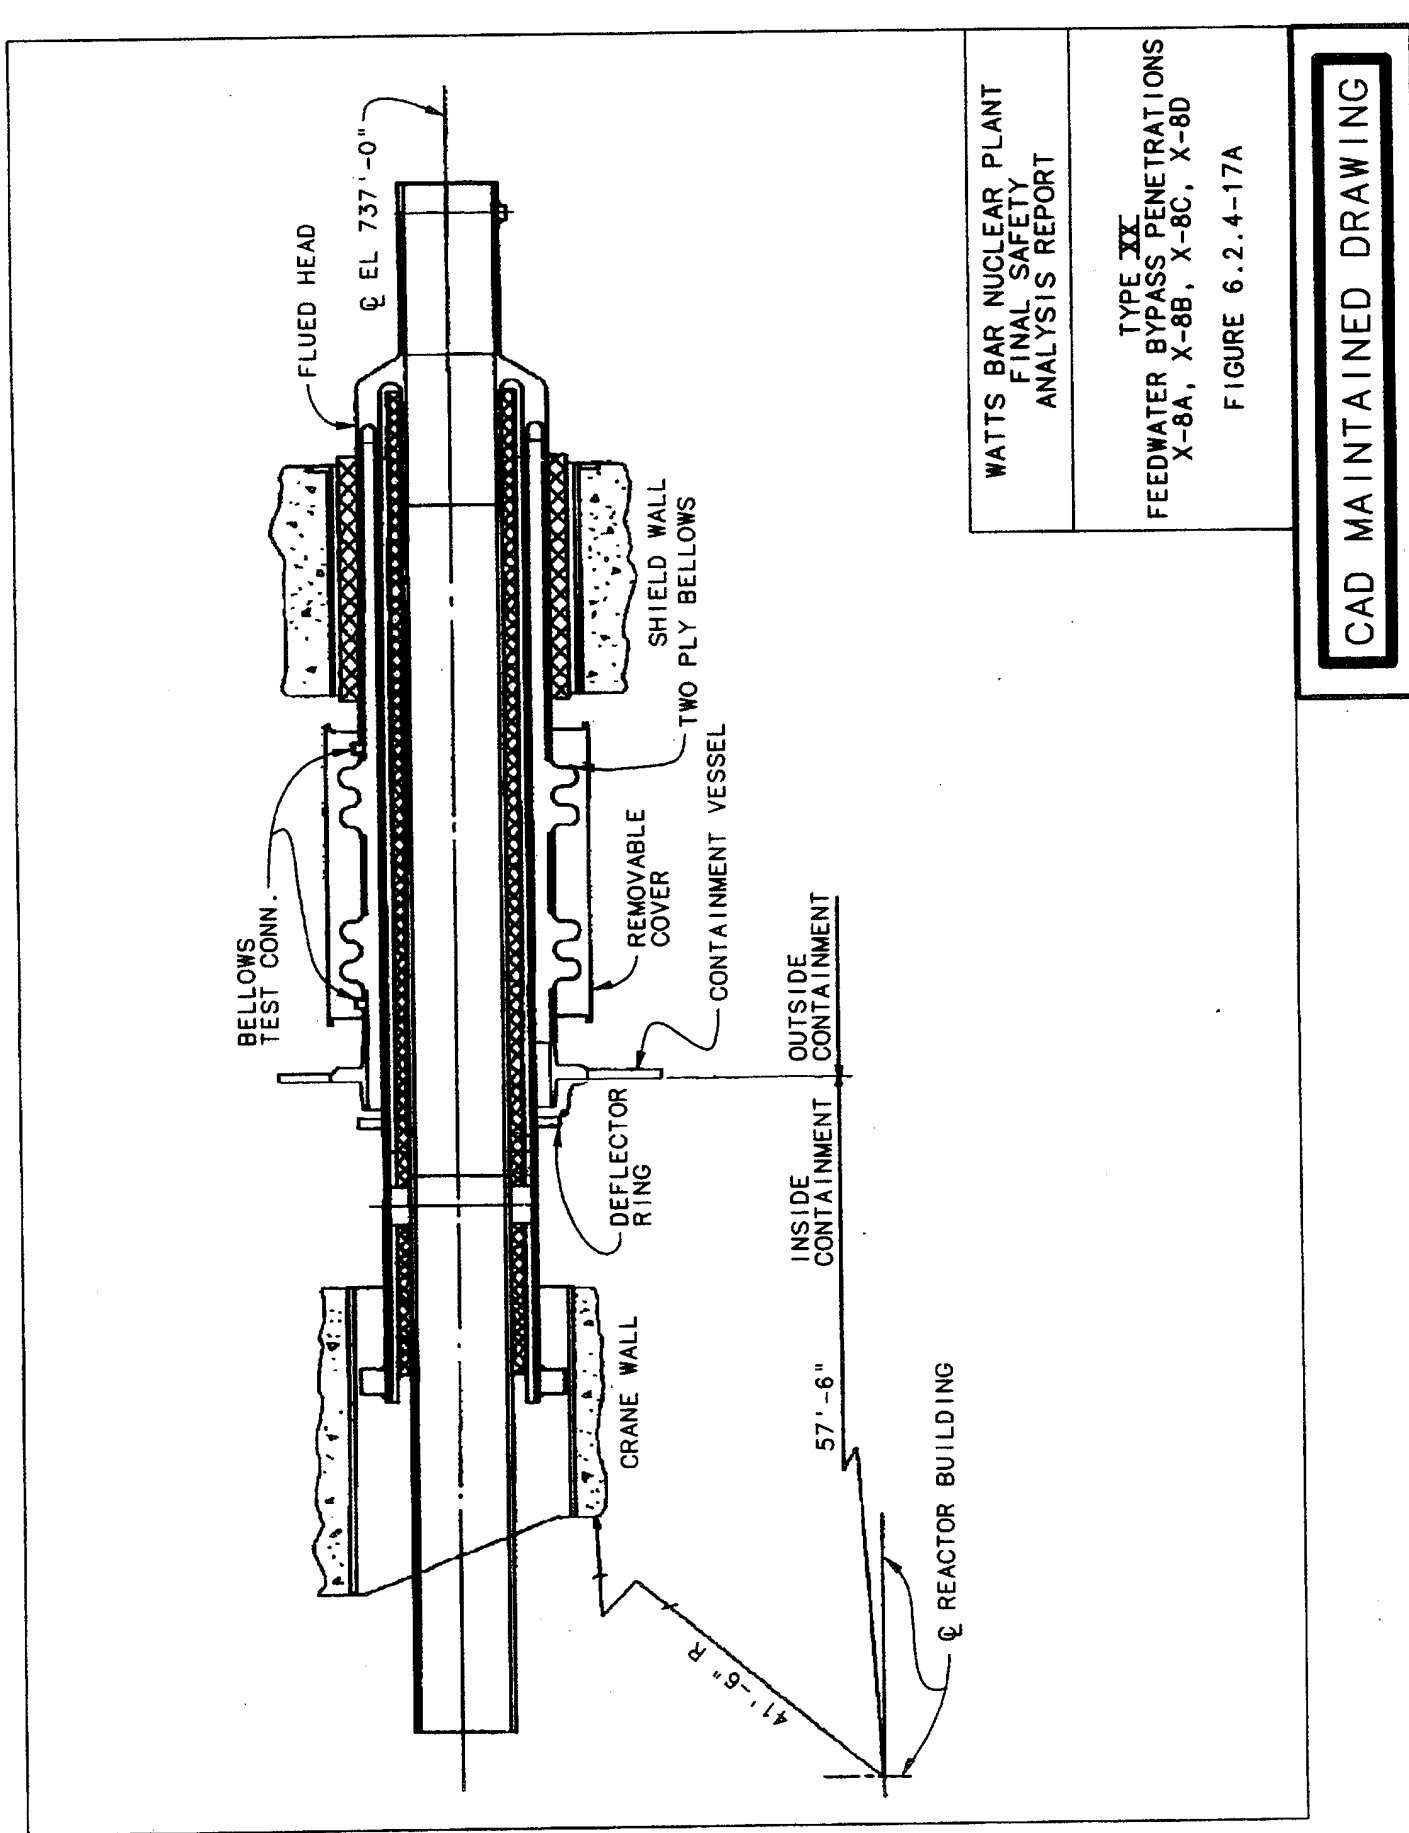 BELLOWS
TEST CONN.
FLUED HEAD
℄ EL 737'-0"
CRANE WALL
DEFLECTOR
RING
REMOVABLE
COVER
CONTAINMENT VESSEL
TWO PLY BELLOWS
SHIELD WALL
41'-6" R
57'-6"
INSIDE
CONTAINMENT
OUTSIDE
CONTAINMENT
℄ REACTOR BUILDING
WATTS BAR NUCLEAR PLANT
FINAL SAFETY
ANALYSIS REPORT
TYPE XX
FEEDWATER BYPASS PENETRATIONS
X-8A, X-8B, X-8C, X-8D
FIGURE 6.2.4-17A
CAD MAINTAINED DRAWING